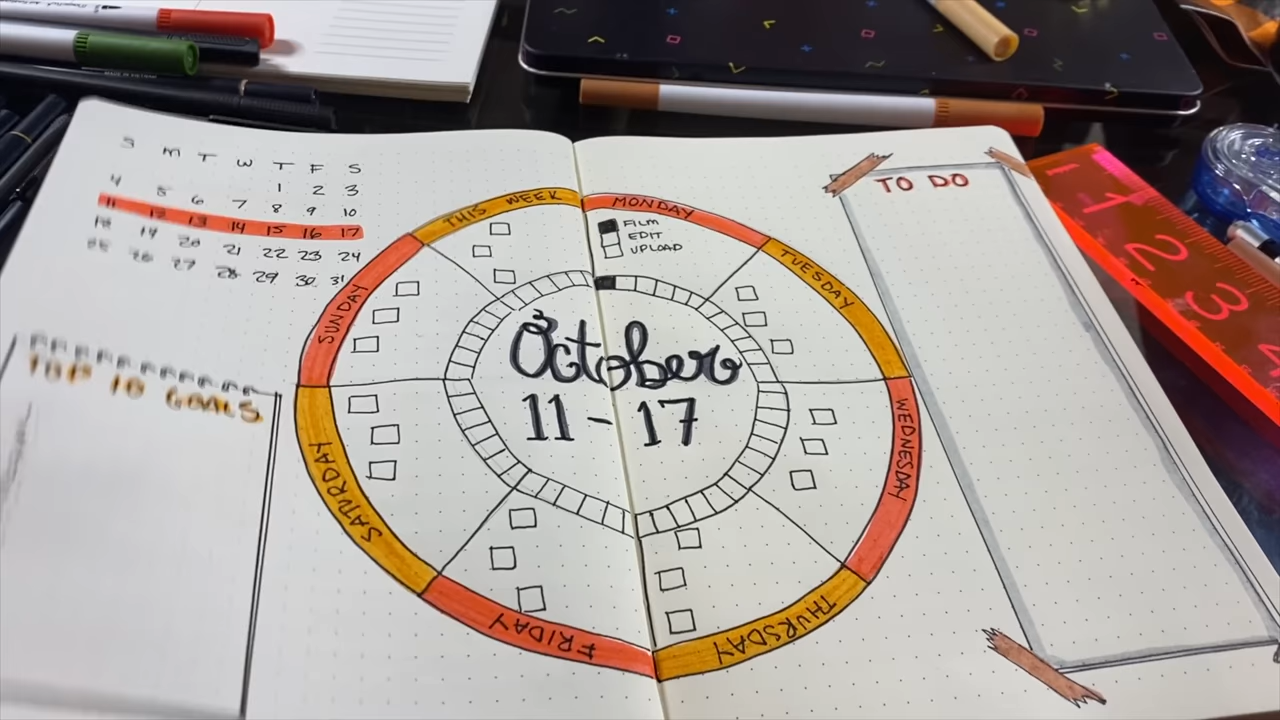 S M T W T F S
1 2 3
4 5 6 7 8 9 10
11 12 13 14 15 16 17
18 19 20 21 22 23 24
25 26 27 28 29 30 31
TOP 10 GOALS
THIS WEEK
MONDAY
FILM
EDIT
UPLOAD
TUESDAY
WEDNESDAY
THURSDAY
FRIDAY
SATURDAY
SUNDAY
October
11 - 17
TO DO
1
2
3
4